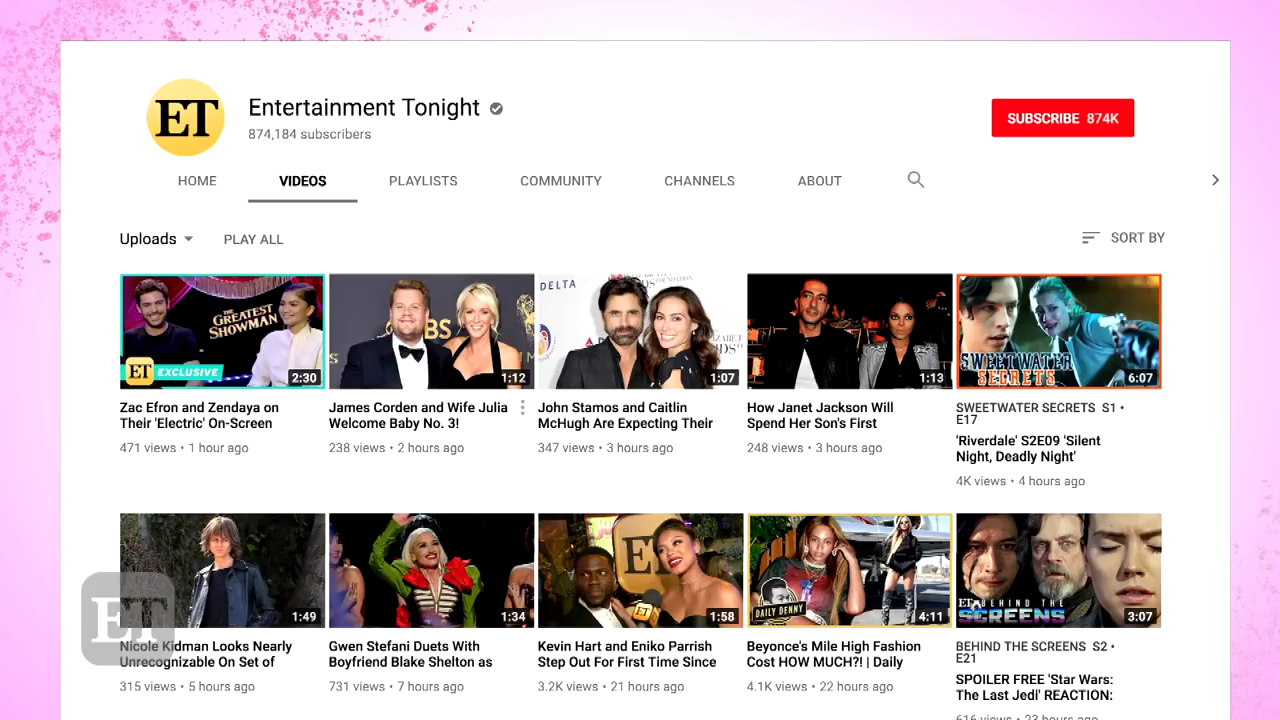 ET
Entertainment Tonight
874,184 subscribers
SUBSCRIBE 874K
HOME
VIDEOS
PLAYLISTS
COMMUNITY
CHANNELS
ABOUT
Uploads
PLAY ALL
SORT BY
THE GREATEST
SHOWMAN
ET EXCLUSIVE
2:30
BS
1:12
DELTA
1:07
1:13
SWEETWATER
SECRETS
6:07
Zac Efron and Zendaya on
Their 'Electric' On-Screen
471 views • 1 hour ago
James Corden and Wife Julia
Welcome Baby No. 3!
238 views • 2 hours ago
John Stamos and Caitlin
McHugh Are Expecting Their
347 views • 3 hours ago
How Janet Jackson Will
Spend Her Son's First
248 views • 3 hours ago
SWEETWATER SECRETS S1 •
E17
'Riverdale' S2E09 'Silent
Night, Deadly Night'
4K views • 4 hours ago
1:49
1:34
ET
1:58
DAILY DENNY
4:11
ET BEHIND THE
SCREENS
3:07
ET
Nicole Kidman Looks Nearly
Unrecognizable On Set of
315 views • 5 hours ago
Gwen Stefani Duets With
Boyfriend Blake Shelton as
731 views • 7 hours ago
Kevin Hart and Eniko Parrish
Step Out For First Time Since
3.2K views • 21 hours ago
Beyonce's Mile High Fashion
Cost HOW MUCH?! | Daily
4.1K views • 22 hours ago
BEHIND THE SCREENS S2 •
E21
SPOILER FREE 'Star Wars:
The Last Jedi' REACTION:
616 views • 23 hours ago